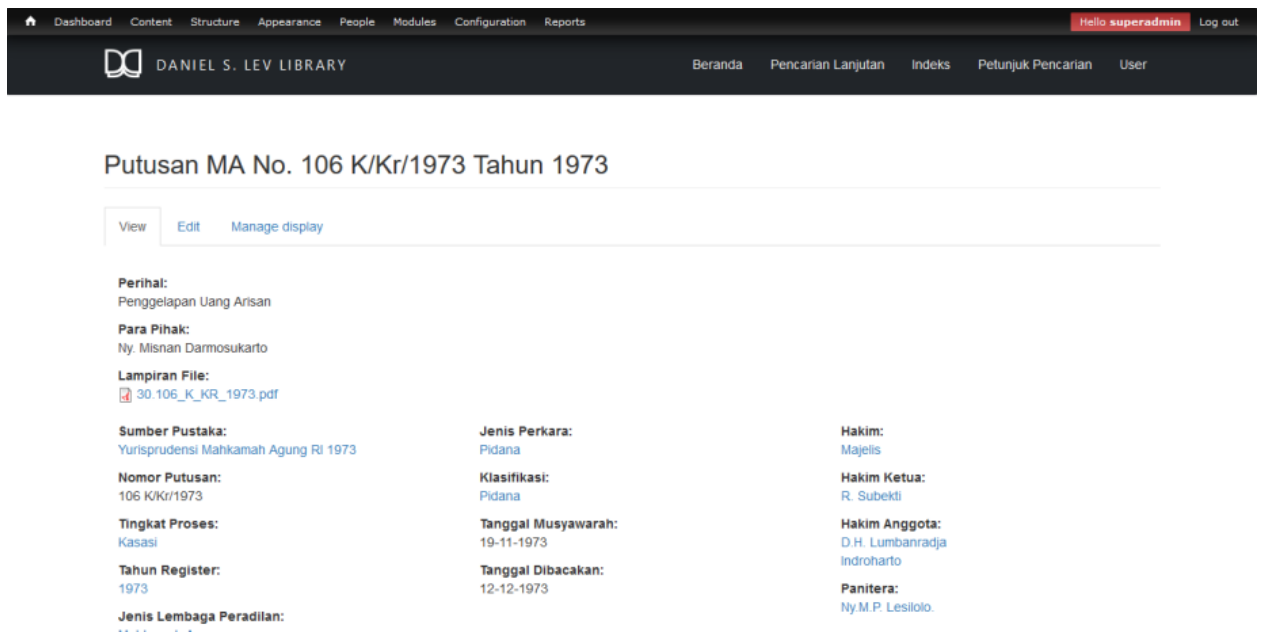 Dashboard Content Structure Appearance People Modules Configuration Reports Hello superadmin Log out
DANIEL S. LEV LIBRARY Beranda Pencarian Lanjutan Indeks Petunjuk Pencarian User
Putusan MA No. 106 K/Kr/1973 Tahun 1973
View Edit Manage display
Perihal:
Penggelapan Uang Arisan
Para Pihak:
Ny. Misnan Darmosukarto
Lampiran File:
30.106_K_KR_1973.pdf
Sumber Pustaka:
Yurisprudensi Mahkamah Agung RI 1973
Nomor Putusan:
106 K/Kr/1973
Tingkat Proses:
Kasasi
Tahun Register:
1973
Jenis Lembaga Peradilan:
Jenis Perkara:
Pidana
Klasifikasi:
Pidana
Tanggal Musyawarah:
19-11-1973
Tanggal Dibacakan:
12-12-1973
Hakim:
Majelis
Hakim Ketua:
R. Subekti
Hakim Anggota:
D.H. Lumbanradja
Indroharto
Panitera:
Ny.M.P. Lesilolo.